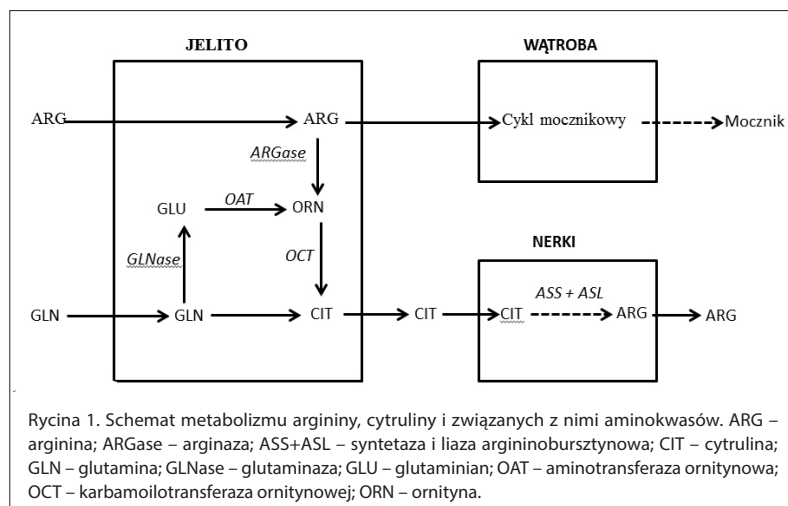 JELITO WĄTROBA
ARG ARG Cykl mocznikowy Mocznik
ARGase
GLU OAT ORN
NERKI
GLNase OCT
ASS + ASL
GLN GLN CIT CIT CIT ARG ARG
Rycina 1. Schemat metabolizmu argininy, cytruliny i związanych z nimi aminokwasów. ARG –
arginina; ARGase – arginaza; ASS+ASL – syntetaza i liaza argininobursztynowa; CIT – cytrulina;
GLN – glutamina; GLNase – glutaminaza; GLU – glutaminian; OAT – aminotransferaza ornitynowa;
OCT – karbamoilotransferaza ornitynowej; ORN – ornityna.